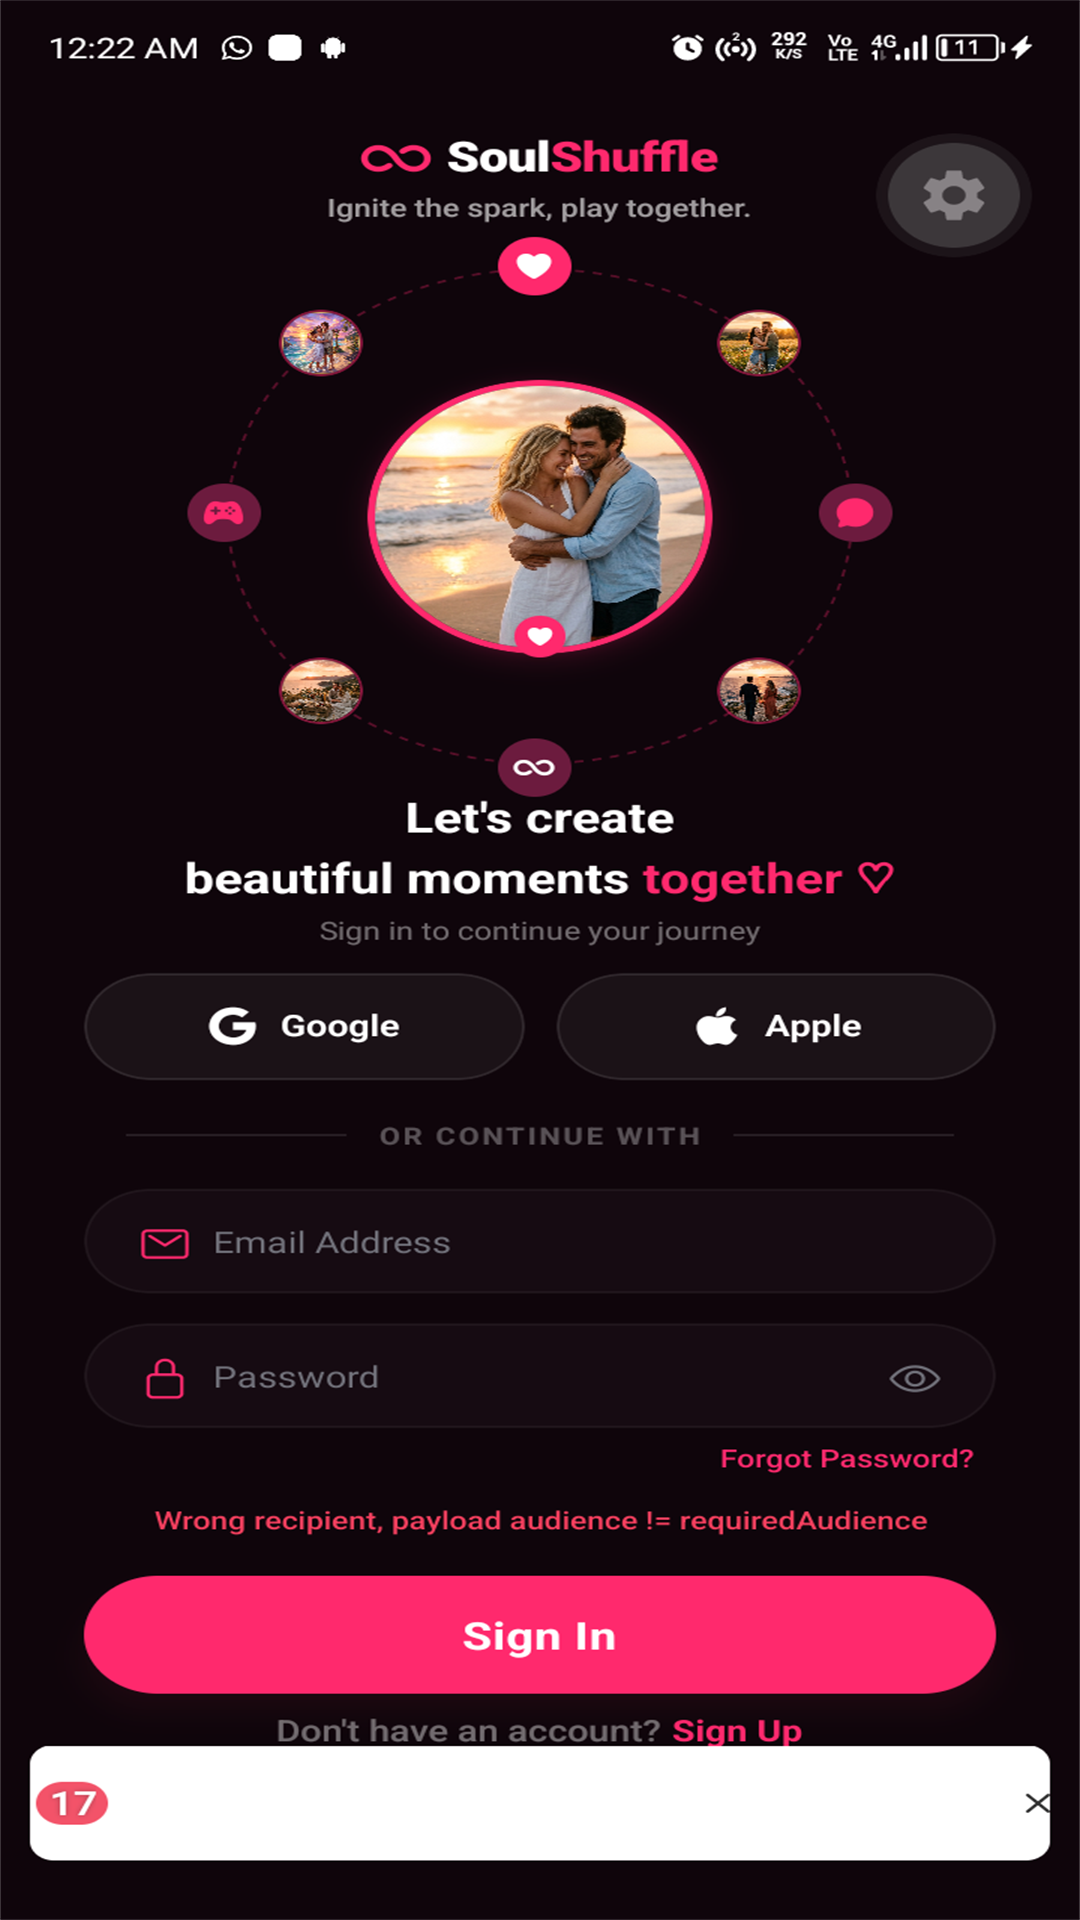 12:22 AM
2
292 K/S
Vo LTE
4G
11
SoulShuffle
Ignite the spark, play together.
Let's create
beautiful moments together ♡
Sign in to continue your journey
Google
Apple
OR CONTINUE WITH
Email Address
Password
Forgot Password?
Wrong recipient, payload audience != requiredAudience
Sign In
Don't have an account? Sign Up
17